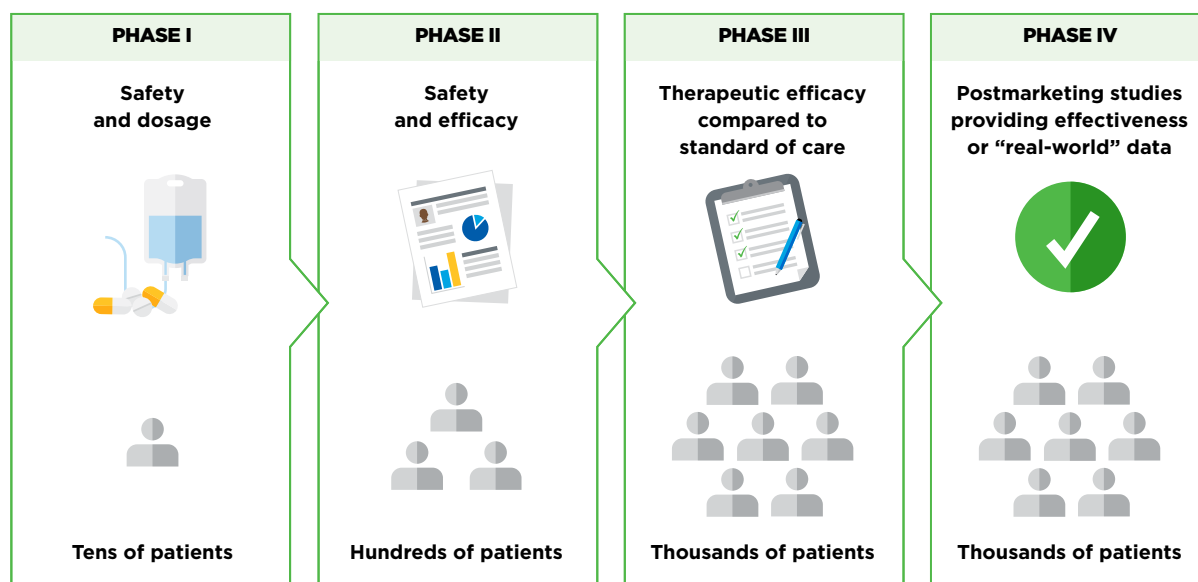 PHASE I
Safety
and dosage
Tens of patients
PHASE II
Safety
and efficacy
Hundreds of patients
PHASE III
Therapeutic efficacy
compared to
standard of care
Thousands of patients
PHASE IV
Postmarketing studies
providing effectiveness
or “real-world” data
Thousands of patients